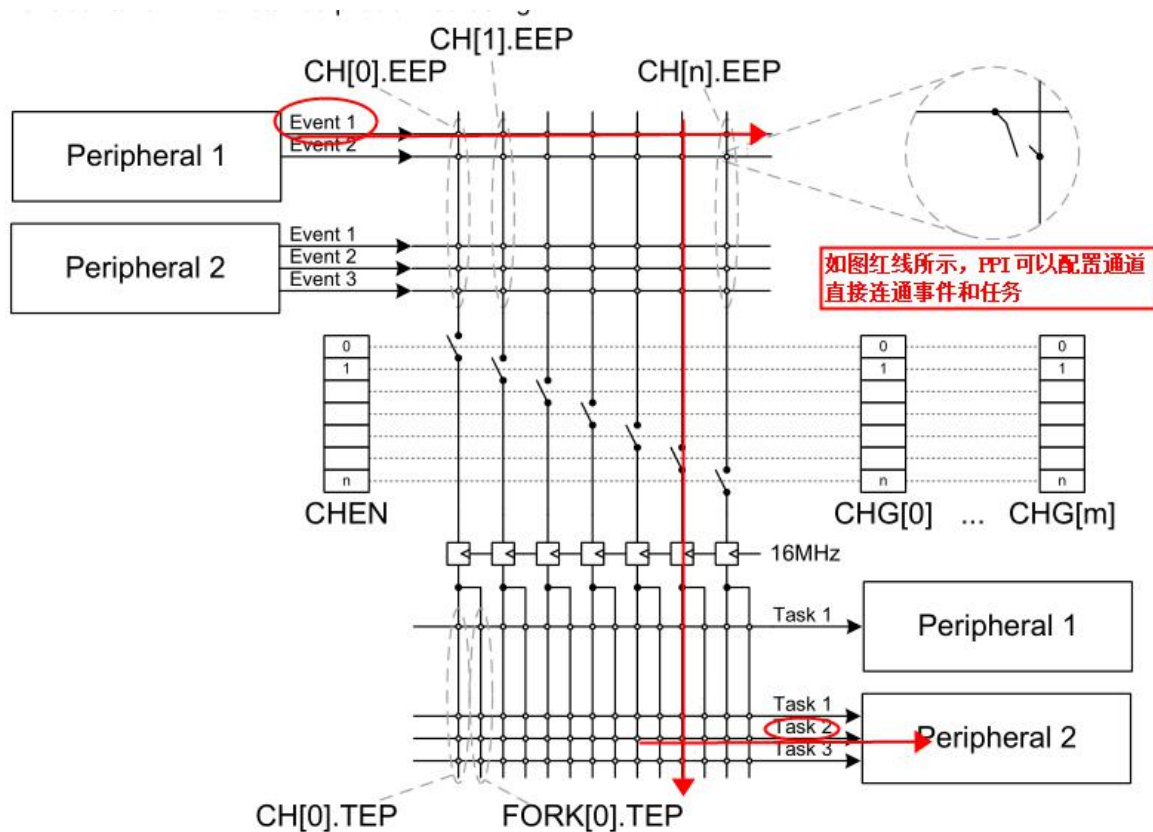 CH[1].EEP
CH[0].EEP
CH[n].EEP
Peripheral 1
Event 1
Event 2
Peripheral 2
Event 1
Event 2
Event 3
如图红线所示，PPI 可以配置通道
直接连通事件和任务
0
1
n
CHEN
0
1
n
CHG[0]
...
0
1
n
CHG[m]
16MHz
Task 1
Peripheral 1
Task 1
Task 2
Task 3
Peripheral 2
CH[0].TEP
FORK[0].TEP